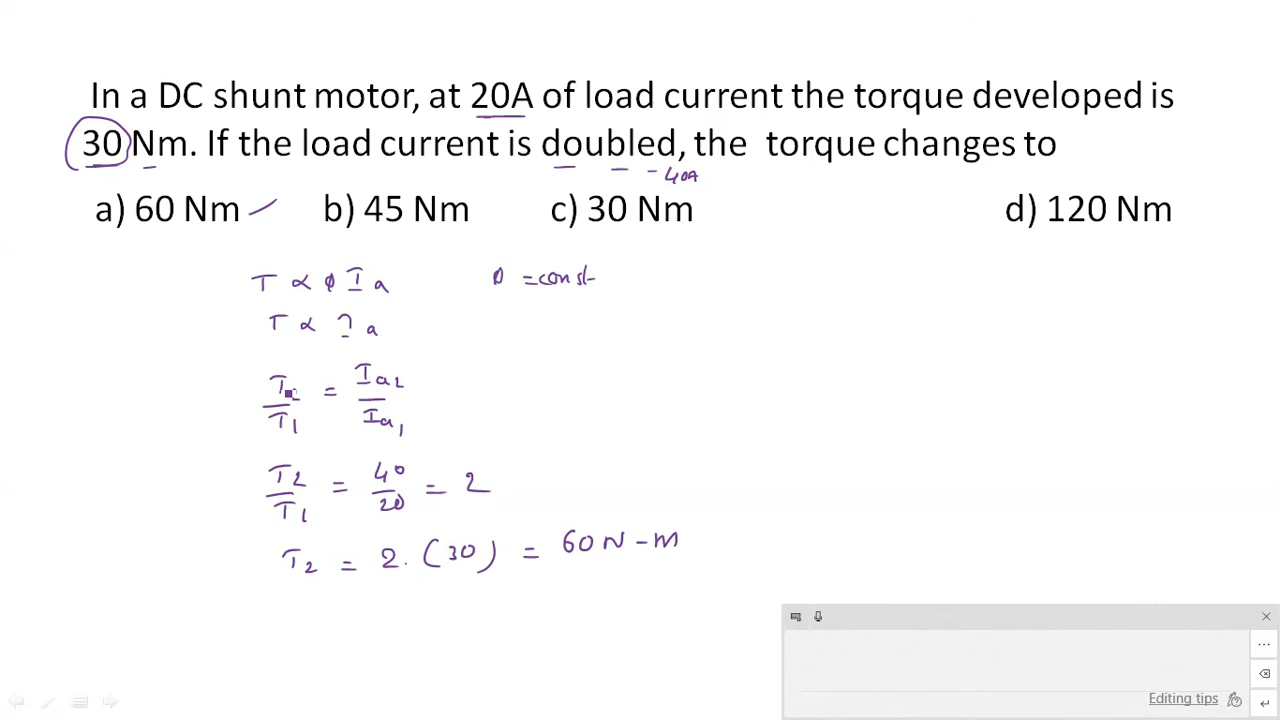 In a DC shunt motor, at 20A of load current the torque developed is
30 Nm. If the load current is doubled, the torque changes to
- 40A
a) 60 Nm b) 45 Nm c) 30 Nm d) 120 Nm
T ∝ φ I a φ = const
T ∝ I a
T2/T1 = Ia2/Ia1
T2/T1 = 40/20 = 2
T2 = 2. (30) = 60 N-m
Editing tips